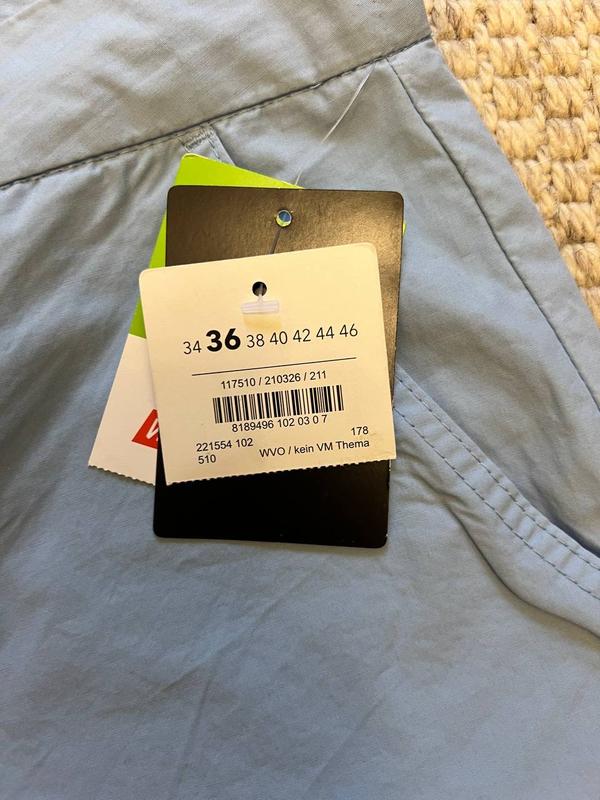 34 36 38 40 42 44 46
117510 / 210326 / 211
8189496 102 03 0 7
221554 102 178
510 WVO / kein VM Thema